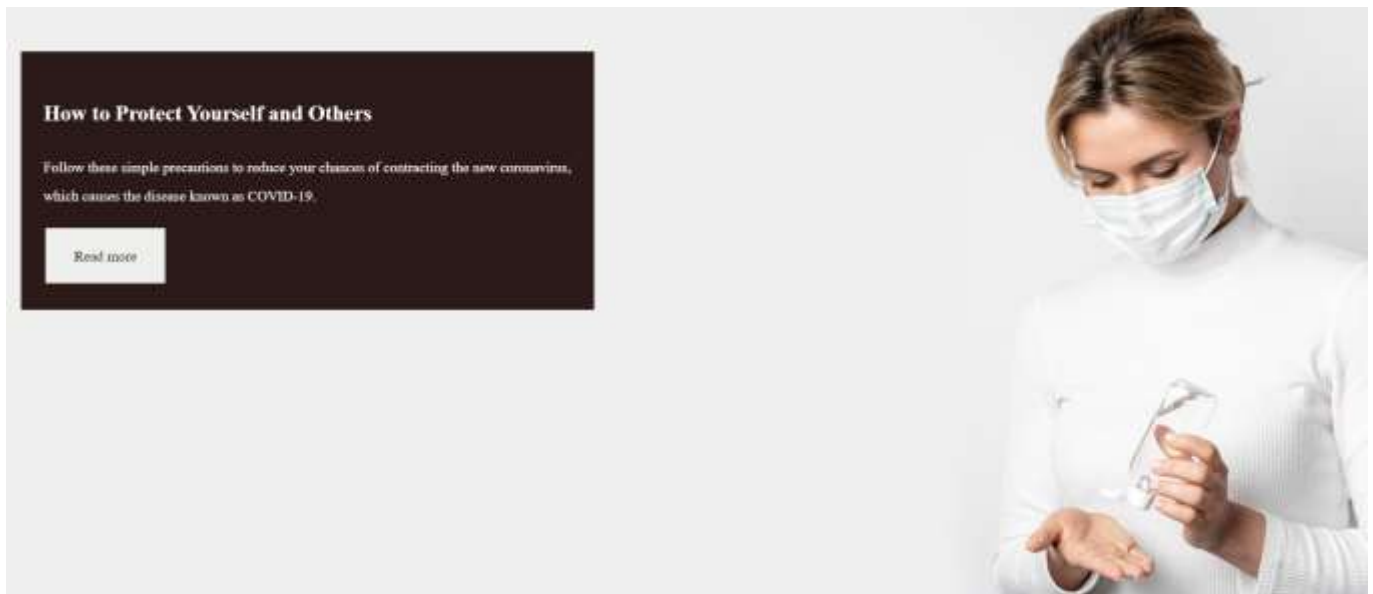 How to Protect Yourself and Others
Follow these simple precautions to reduce your chances of contracting the new coronavirus,
which causes the disease known as COVID-19.
Read more